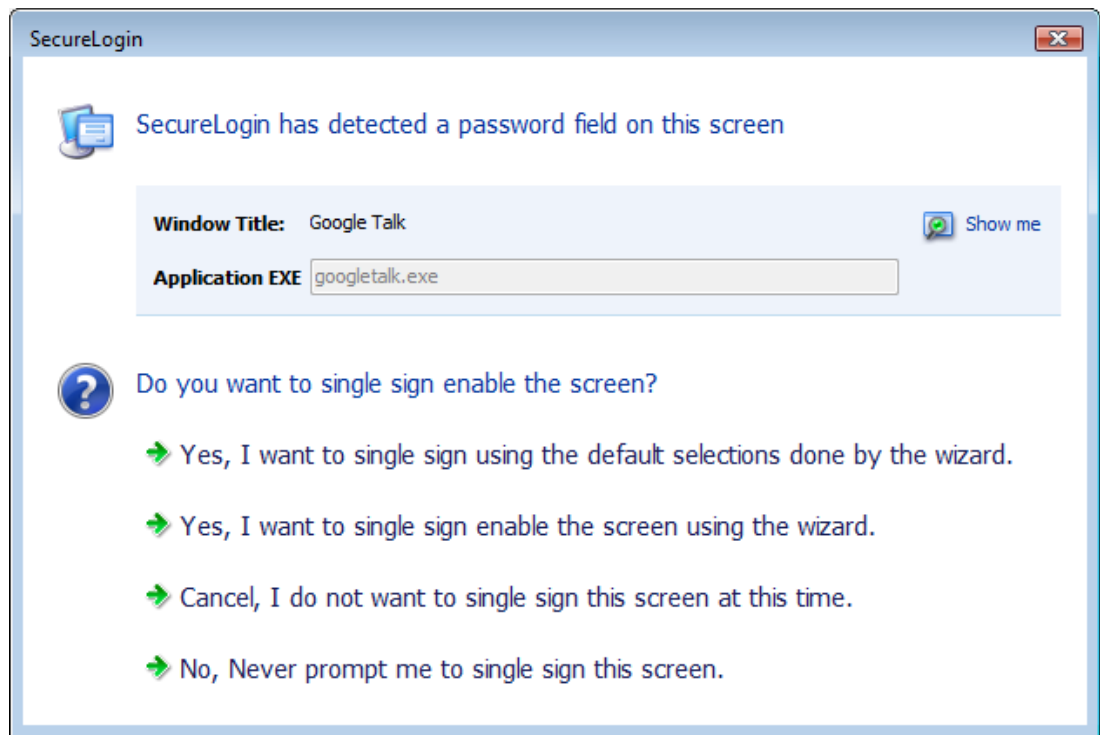 SecureLogin
SecureLogin has detected a password field on this screen
Window Title: Google Talk Show me
Application EXE googletalk.exe
Do you want to single sign enable the screen?
Yes, I want to single sign using the default selections done by the wizard.
Yes, I want to single sign enable the screen using the wizard.
Cancel, I do not want to single sign this screen at this time.
No, Never prompt me to single sign this screen.